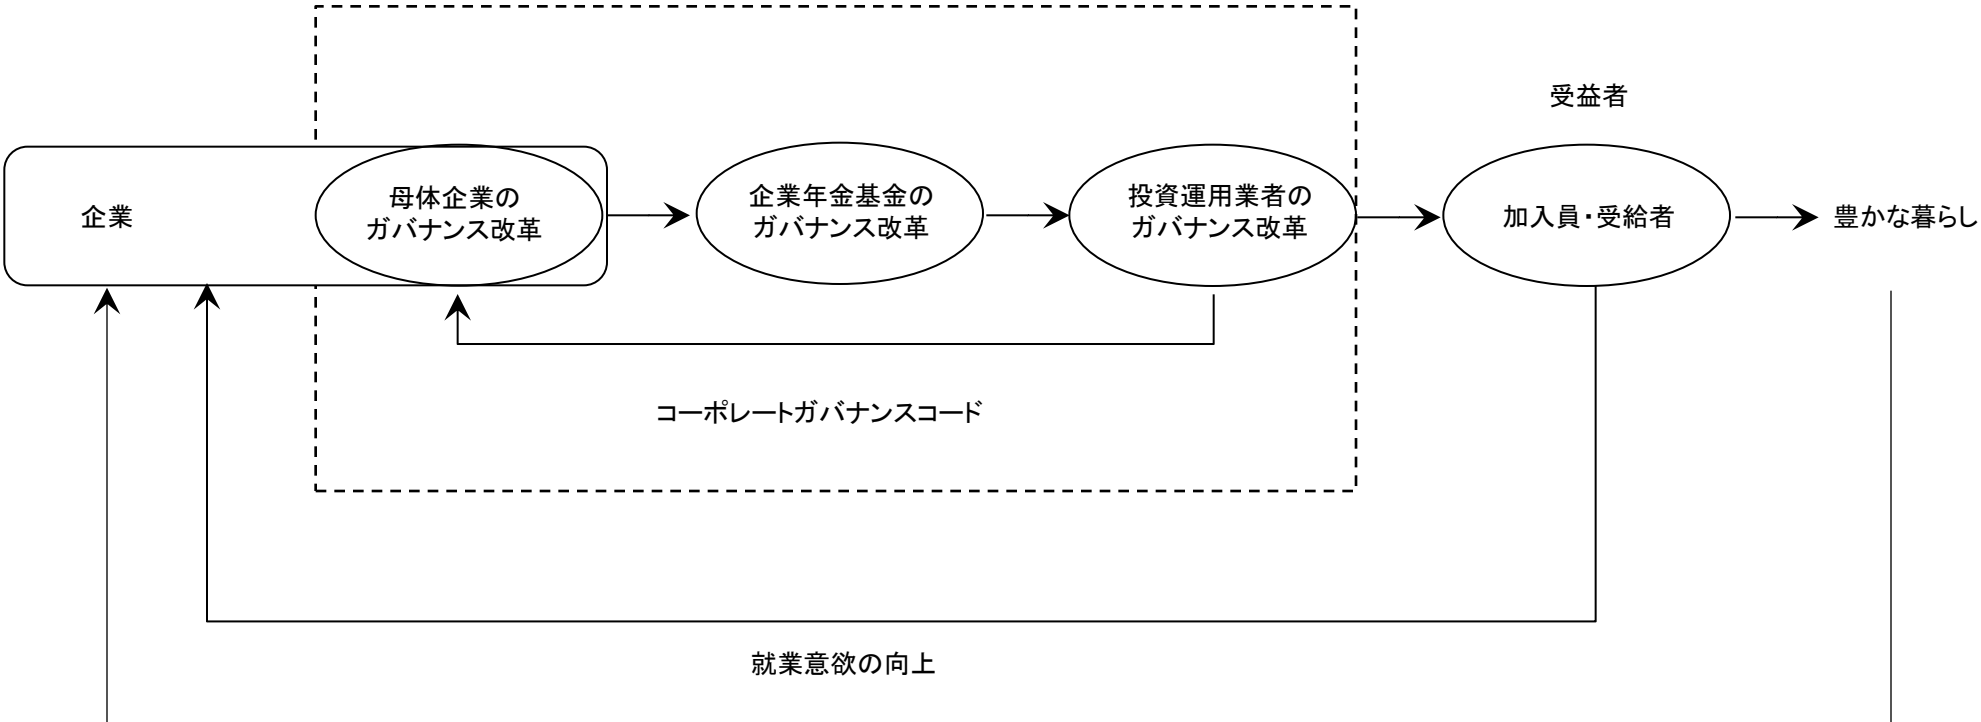 受益者
企業
母体企業の
ガバナンス改革
企業年金基金の
ガバナンス改革
投資運用業者の
ガバナンス改革
加入員・受給者
豊かな暮らし
コーポレートガバナンスコード
就業意欲の向上